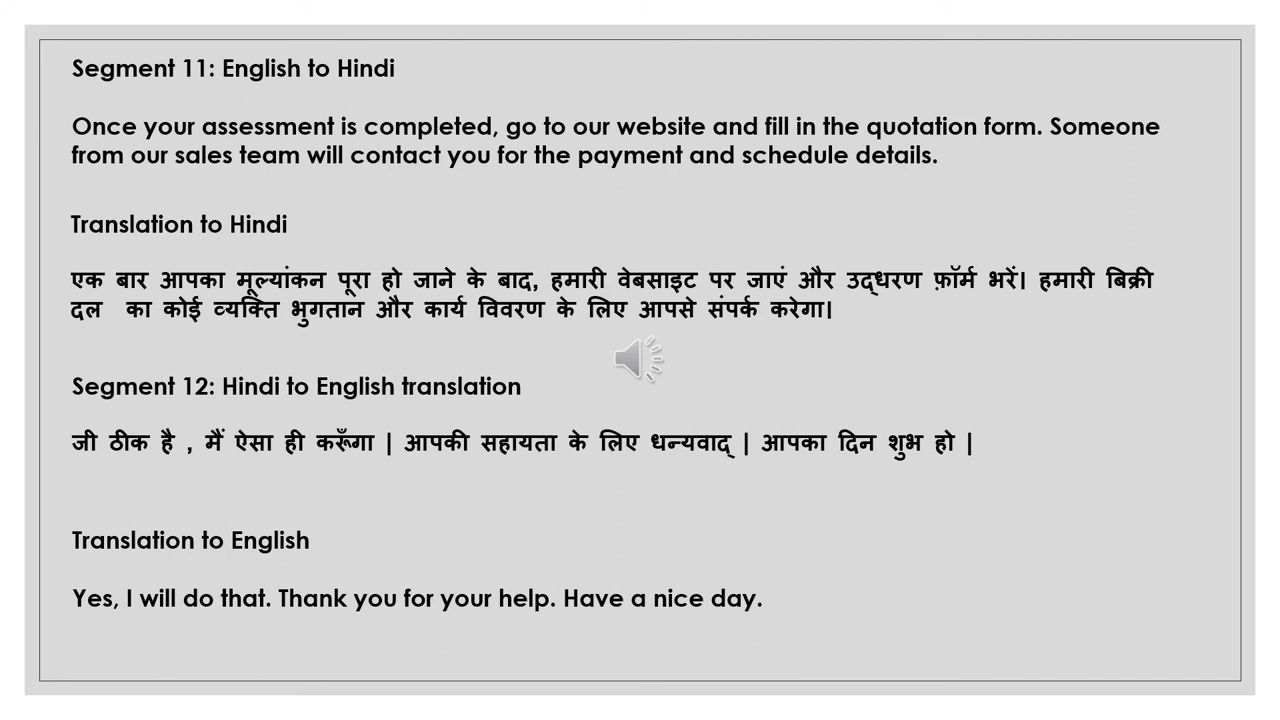 Segment 11: English to Hindi
Once your assessment is completed, go to our website and fill in the quotation form. Someone
from our sales team will contact you for the payment and schedule details.
Translation to Hindi
एक बार आपका मूल्यांकन पूरा हो जाने के बाद, हमारी वेबसाइट पर जाएं और उद्धरण फ़ॉर्म भरें। हमारी बिक्री
दल का कोई व्यक्ति भुगतान और कार्य विवरण के लिए आपसे संपर्क करेगा।
Segment 12: Hindi to English translation
जी ठीक है , मैं ऐसा ही करूँगा | आपकी सहायता के लिए धन्यवाद् | आपका दिन शुभ हो |
Translation to English
Yes, I will do that. Thank you for your help. Have a nice day.